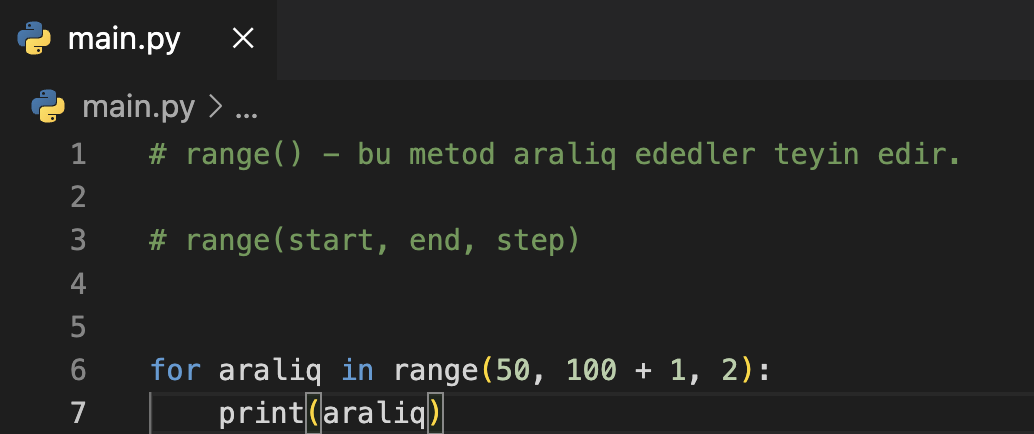 main.py ×
main.py > ...
1 # range() - bu metod araliq ededler teyin edir.
2
3 # range(start, end, step)
4
5
6 for araliq in range(50, 100 + 1, 2):
7     print(araliq)